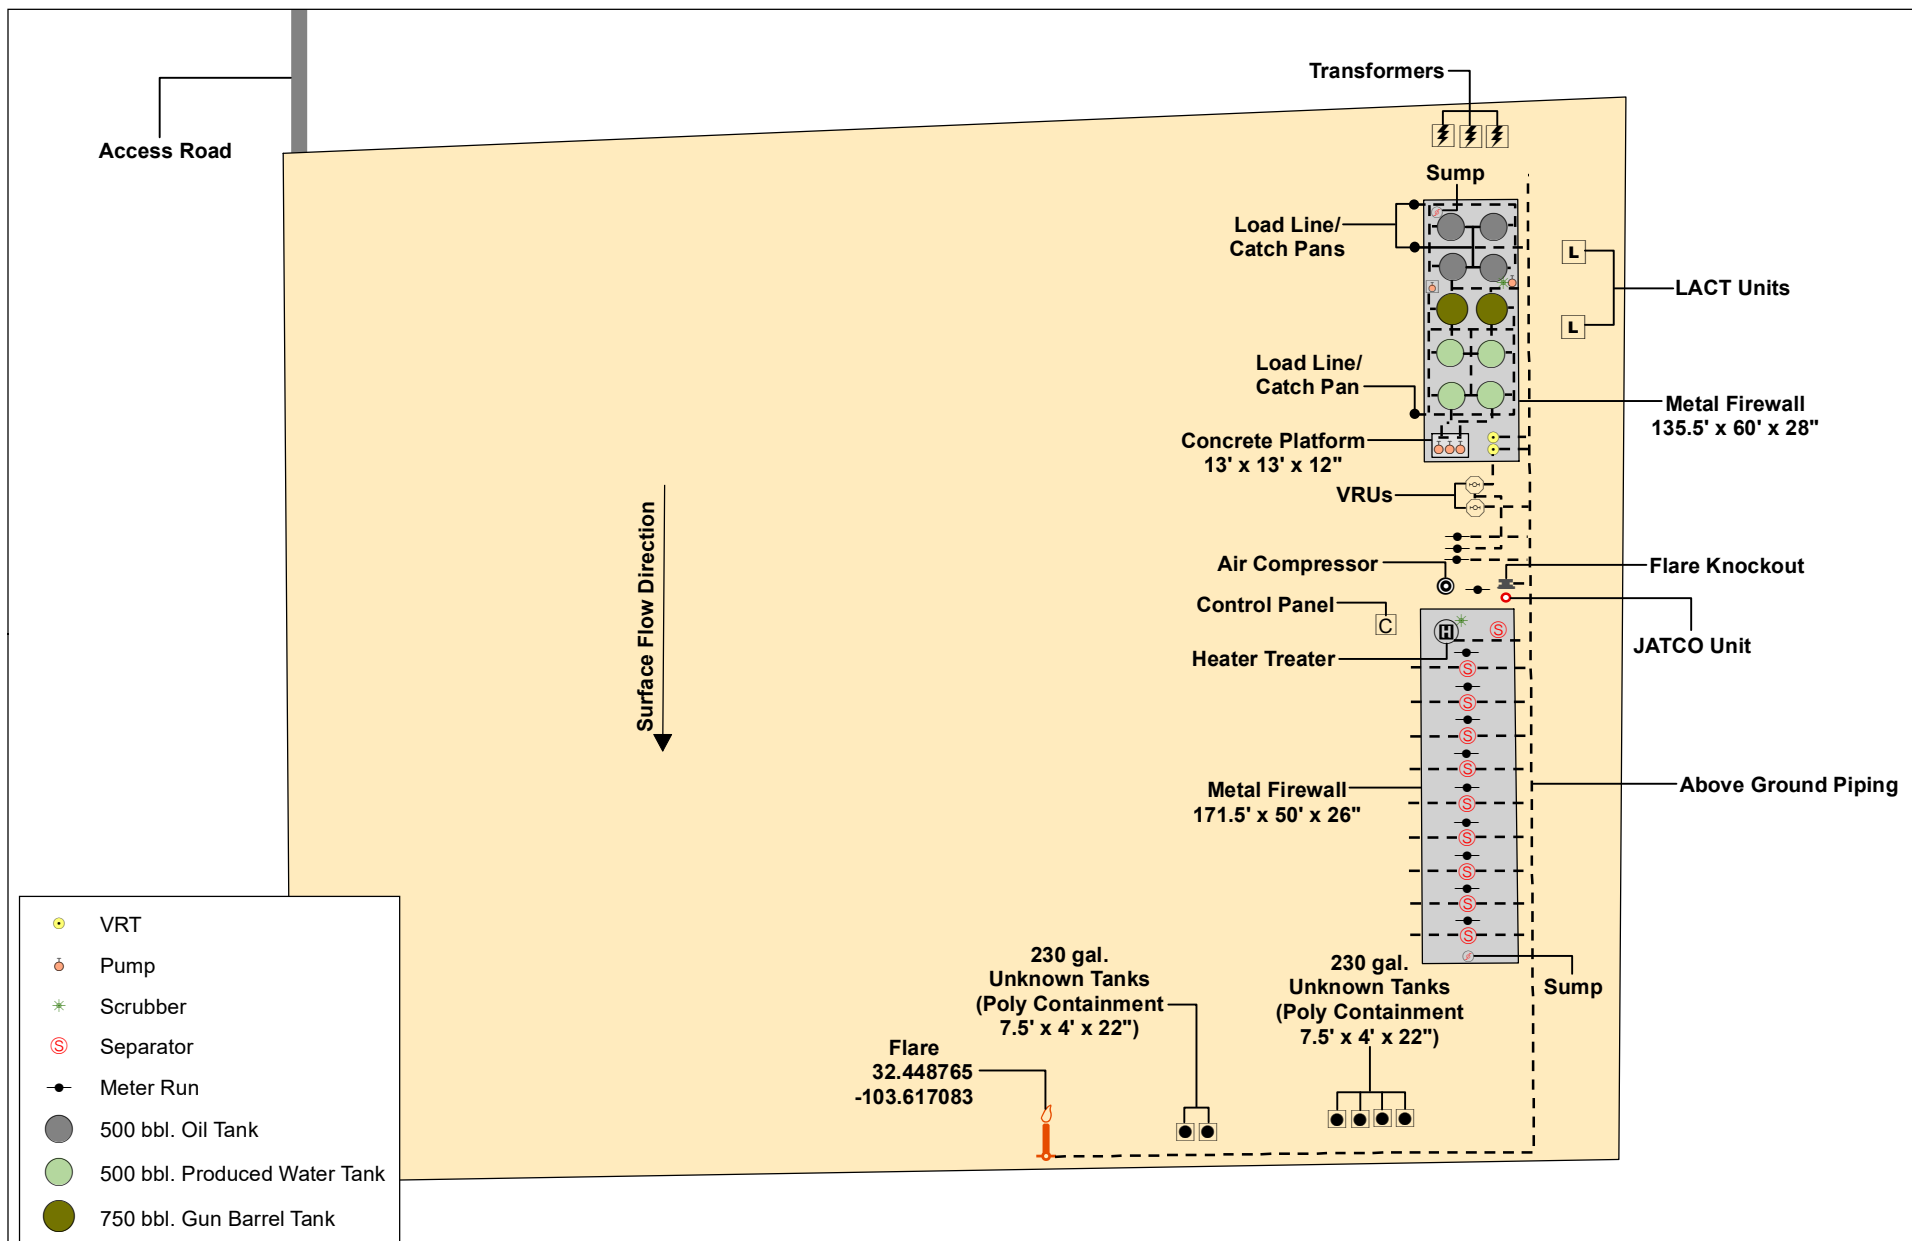 Transformers
Access Road
Sump
Load Line/
Catch Pans
L
LACT Units
L
Load Line/
Catch Pan
Metal Firewall
135.5' x 60' x 28"
Concrete Platform
13' x 13' x 12"
VRUs
Surface Flow Direction
Air Compressor
Flare Knockout
Control Panel
C
H
S
JATCO Unit
Heater Treater
S
S
S
S
Metal Firewall
171.5' x 50' x 26"
Above Ground Piping
S
S
S
S
S
Sump
230 gal.
Unknown Tanks
(Poly Containment
7.5' x 4' x 22")
230 gal.
Unknown Tanks
(Poly Containment
7.5' x 4' x 22")
Flare
32.448765
-103.617083
VRT
Pump
Scrubber
S Separator
Meter Run
500 bbl. Oil Tank
500 bbl. Produced Water Tank
750 bbl. Gun Barrel Tank